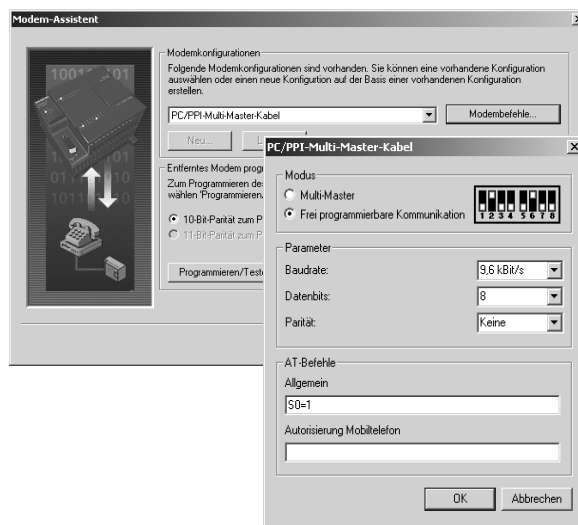 Modem-Assistent
Modemkonfigurationen
Folgende Modemkonfigurationen sind vorhanden. Sie können eine vorhandene Konfiguration
auswählen oder einen neue Konfigurtion auf der Basis einer vorhandenen Konfiguration
erstellen.
PC/PPI-Multi-Master-Kabel
Modembefehle...
Neu...
Entferntes Modem
Zum Programmieren
wählen 'Programmieren/
10-Bit-Parität zum P
11-Bit-Parität zum P
Programmieren/Test
PC/PPI-Multi-Master-Kabel
Modus
Multi-Master
Frei programmierbare Kommunikation
1 2 3 4 5 6 7 8
Parameter
Baudrate:
9,6 kBit/s
Datenbits:
8
Parität:
Keine
AT-Befehle
Allgemein
S0=1
Autorisierung Mobiltelefon
OK
Abbrechen